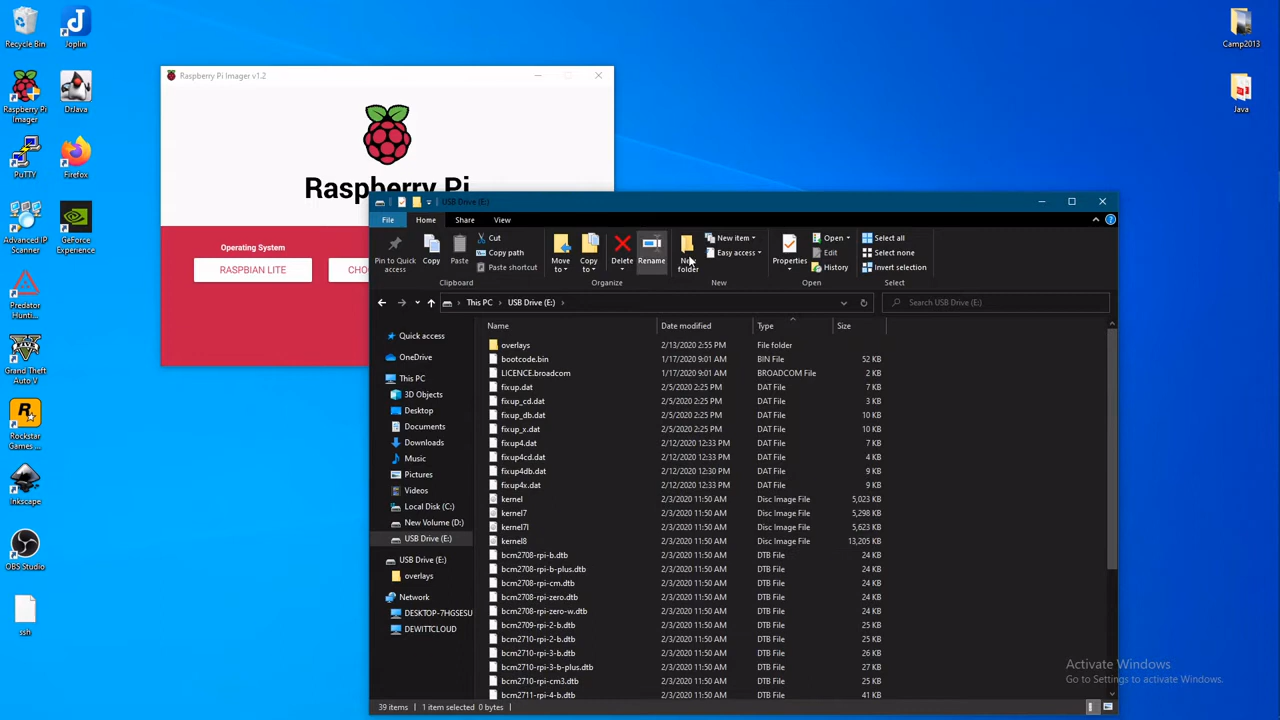 Recycle Bin
Joplin
Raspberry Pi
Imager
DrJava
PuTTY
Firefox
Advanced IP
Scanner
GeForce
Experience
Predator
Hunti...
Grand Theft
Auto V
Rockstar
Games ...
Inkscape
OBS Studio
ssh
Camp2013
Java
Raspberry Pi Imager v1.2
Raspberry Pi
Operating System
RASPBIAN LITE
CHO
USB Drive (E:)
File Home Share View
Pin to Quick
access
Copy
Paste
Cut
Copy path
Paste shortcut
Clipboard
Move
to
Copy
to
Delete
Rename
Organize
New
folder
New item
Easy access
New
Properties
Open
Edit
History
Open
Select all
Select none
Invert selection
Select
This PC > USB Drive (E:) >
Search USB Drive (E:)
Quick access
OneDrive
This PC
3D Objects
Desktop
Documents
Downloads
Music
Pictures
Videos
Local Disk (C:)
New Volume (D:)
USB Drive (E:)
USB Drive (E:)
overlays
Network
DESKTOP-7HGSESU
DEWITTCLOUD
Name Date modified Type Size
overlays 2/13/2020 2:55 PM File folder
bootcode.bin 1/17/2020 9:01 AM BIN File 52 KB
LICENCE.broadcom 1/17/2020 9:01 AM BROADCOM File 2 KB
fixup.dat 2/5/2020 2:25 PM DAT File 7 KB
fixup_cd.dat 2/5/2020 2:25 PM DAT File 3 KB
fixup_db.dat 2/5/2020 2:25 PM DAT File 10 KB
fixup_x.dat 2/5/2020 2:25 PM DAT File 10 KB
fixup4.dat 2/12/2020 12:33 PM DAT File 7 KB
fixup4cd.dat 2/12/2020 12:33 PM DAT File 4 KB
fixup4db.dat 2/12/2020 12:30 PM DAT File 9 KB
fixup4x.dat 2/12/2020 12:33 PM DAT File 9 KB
kernel 2/3/2020 11:50 AM Disc Image File 5,023 KB
kernel7 2/3/2020 11:50 AM Disc Image File 5,298 KB
kernel7l 2/3/2020 11:50 AM Disc Image File 5,623 KB
kernel8 2/3/2020 11:50 AM Disc Image File 13,205 KB
bcm2708-rpi-b.dtb 2/3/2020 11:50 AM DTB File 24 KB
bcm2708-rpi-b-plus.dtb 2/3/2020 11:50 AM DTB File 24 KB
bcm2708-rpi-cm.dtb 2/3/2020 11:50 AM DTB File 24 KB
bcm2708-rpi-zero.dtb 2/3/2020 11:50 AM DTB File 24 KB
bcm2708-rpi-zero-w.dtb 2/3/2020 11:50 AM DTB File 24 KB
bcm2709-rpi-2-b.dtb 2/3/2020 11:50 AM DTB File 25 KB
bcm2710-rpi-2-b.dtb 2/3/2020 11:50 AM DTB File 25 KB
bcm2710-rpi-3-b.dtb 2/3/2020 11:50 AM DTB File 26 KB
bcm2710-rpi-3-b-plus.dtb 2/3/2020 11:50 AM DTB File 27 KB
bcm2710-rpi-cm3.dtb 2/3/2020 11:50 AM DTB File 25 KB
bcm2711-rpi-4-b.dtb 2/3/2020 11:50 AM DTB File 41 KB
39 items 1 item selected 0 bytes
Activate Windows
Go to Settings to activate Windows.